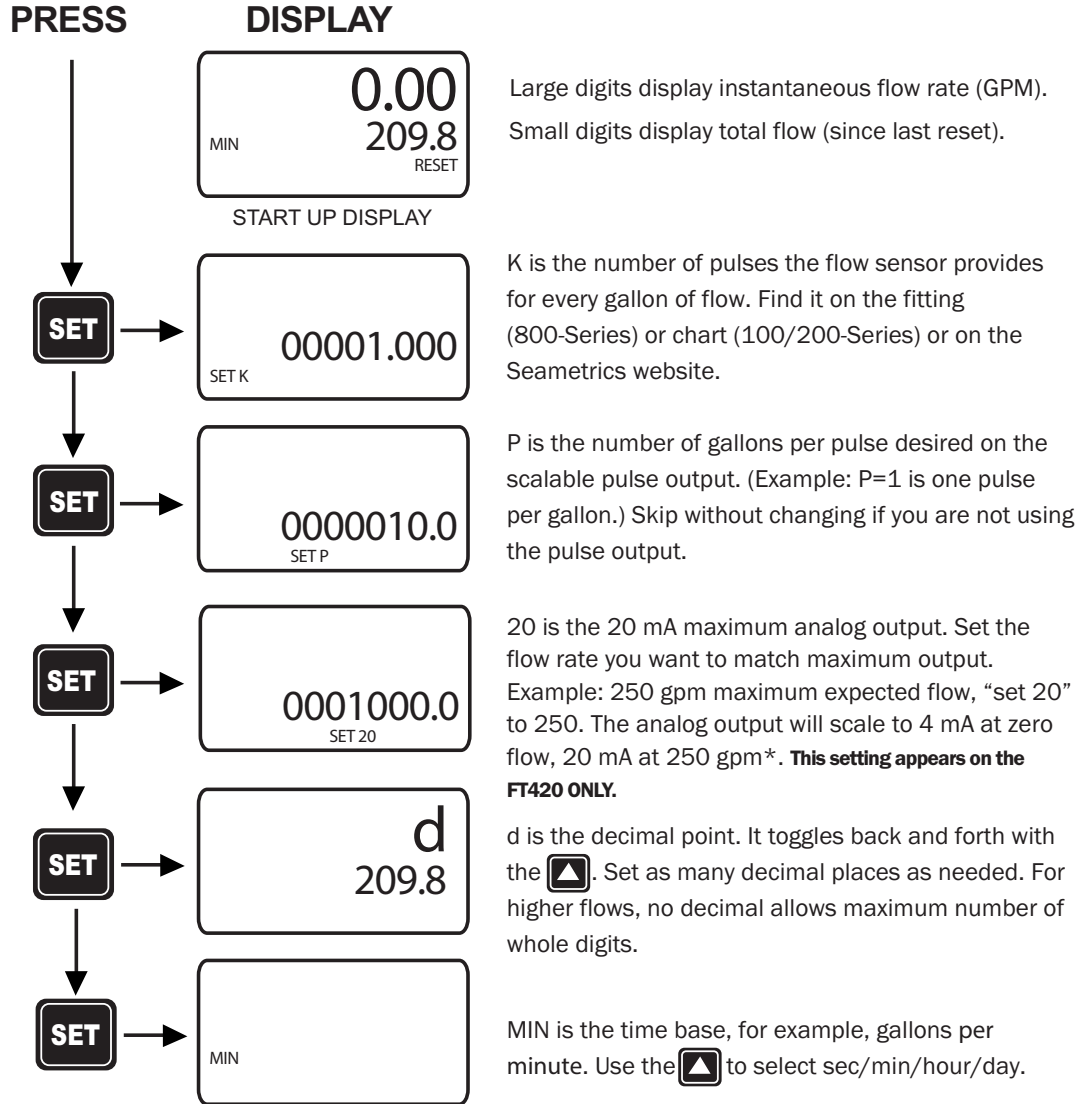 PRESS DISPLAY
0.00
209.8
MIN
RESET
START UP DISPLAY
Large digits display instantaneous flow rate (GPM).
Small digits display total flow (since last reset).
SET
00001.000
SET K
K is the number of pulses the flow sensor provides
for every gallon of flow. Find it on the fitting
(800-Series) or chart (100/200-Series) or on the
Seametrics website.
SET
0000010.0
SET P
P is the number of gallons per pulse desired on the
scalable pulse output. (Example: P=1 is one pulse
per gallon.) Skip without changing if you are not using
the pulse output.
SET
0001000.0
SET 20
20 is the 20 mA maximum analog output. Set the
flow rate you want to match maximum output.
Example: 250 gpm maximum expected flow, “set 20”
to 250. The analog output will scale to 4 mA at zero
flow, 20 mA at 250 gpm*. This setting appears on the
FT420 ONLY.
SET
d
209.8
d is the decimal point. It toggles back and forth with
the . Set as many decimal places as needed. For
higher flows, no decimal allows maximum number of
whole digits.
SET
MIN
MIN is the time base, for example, gallons per
minute. Use the to select sec/min/hour/day.